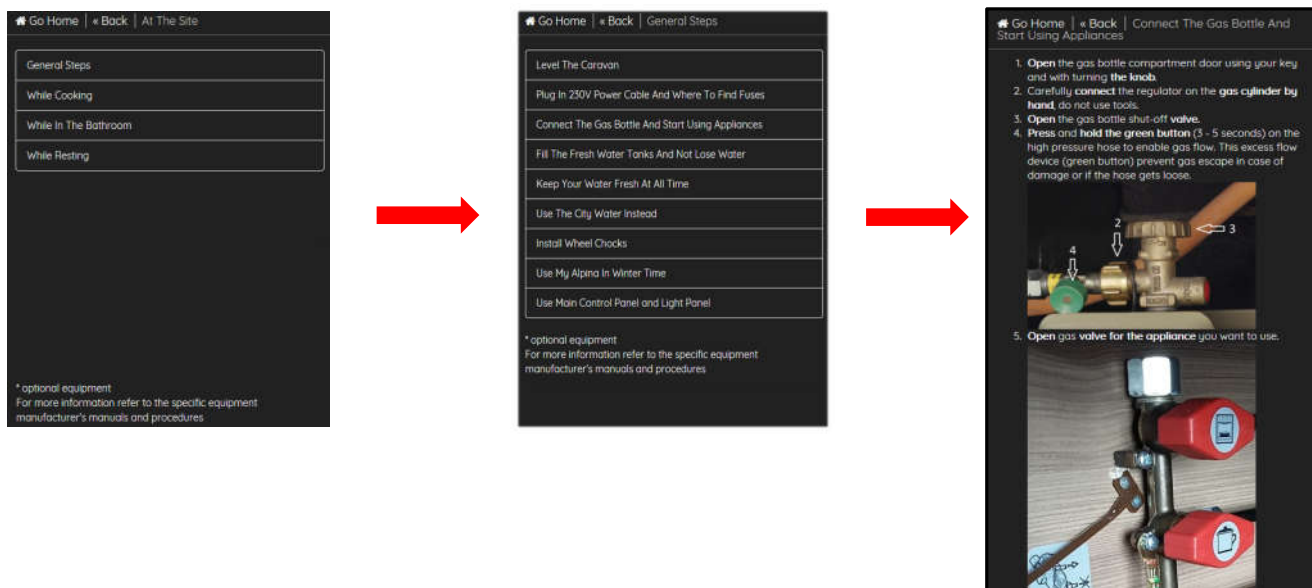 Go Home | « Back | At The Site
General Steps
While Cooking
While In The Bathroom
While Resting
* optional equipment
For more information refer to the specific equipment
manufacturer's manuals and procedures
Go Home | « Back | General Steps
Level The Caravan
Plug In 230V Power Cable And Where To Find Fuses
Connect The Gas Bottle And Start Using Appliances
Fill The Fresh Water Tanks And Not Lose Water
Keep Your Water Fresh At All Time
Use The City Water Instead
Install Wheel Chocks
Use My Alpina In Winter Time
Use Main Control Panel and Light Panel
* optional equipment
For more information refer to the specific equipment
manufacturer's manuals and procedures
Go Home | « Back | Connect The Gas Bottle And
Start Using Appliances
1. Open the gas bottle compartment door using your key
and with turning the knob.
2. Carefully connect the regulator on the gas cylinder by
hand, do not use tools.
3. Open the gas bottle shut-off valve.
4. Press and hold the green button (3 - 5 seconds) on the
high pressure hose to enable gas flow. This excess flow
device (green button) prevent gas escape in case of
damage or if the hose gets loose.
2
3
4
5. Open gas valve for the appliance you want to use.